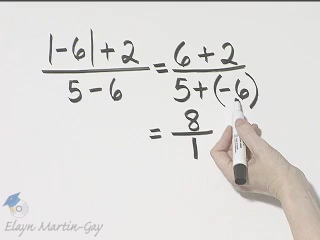 (|-6| + 2)/(5 - 6) = (6 + 2)/(5 + (-6))
= 8/1
Elayn Martin-Gay